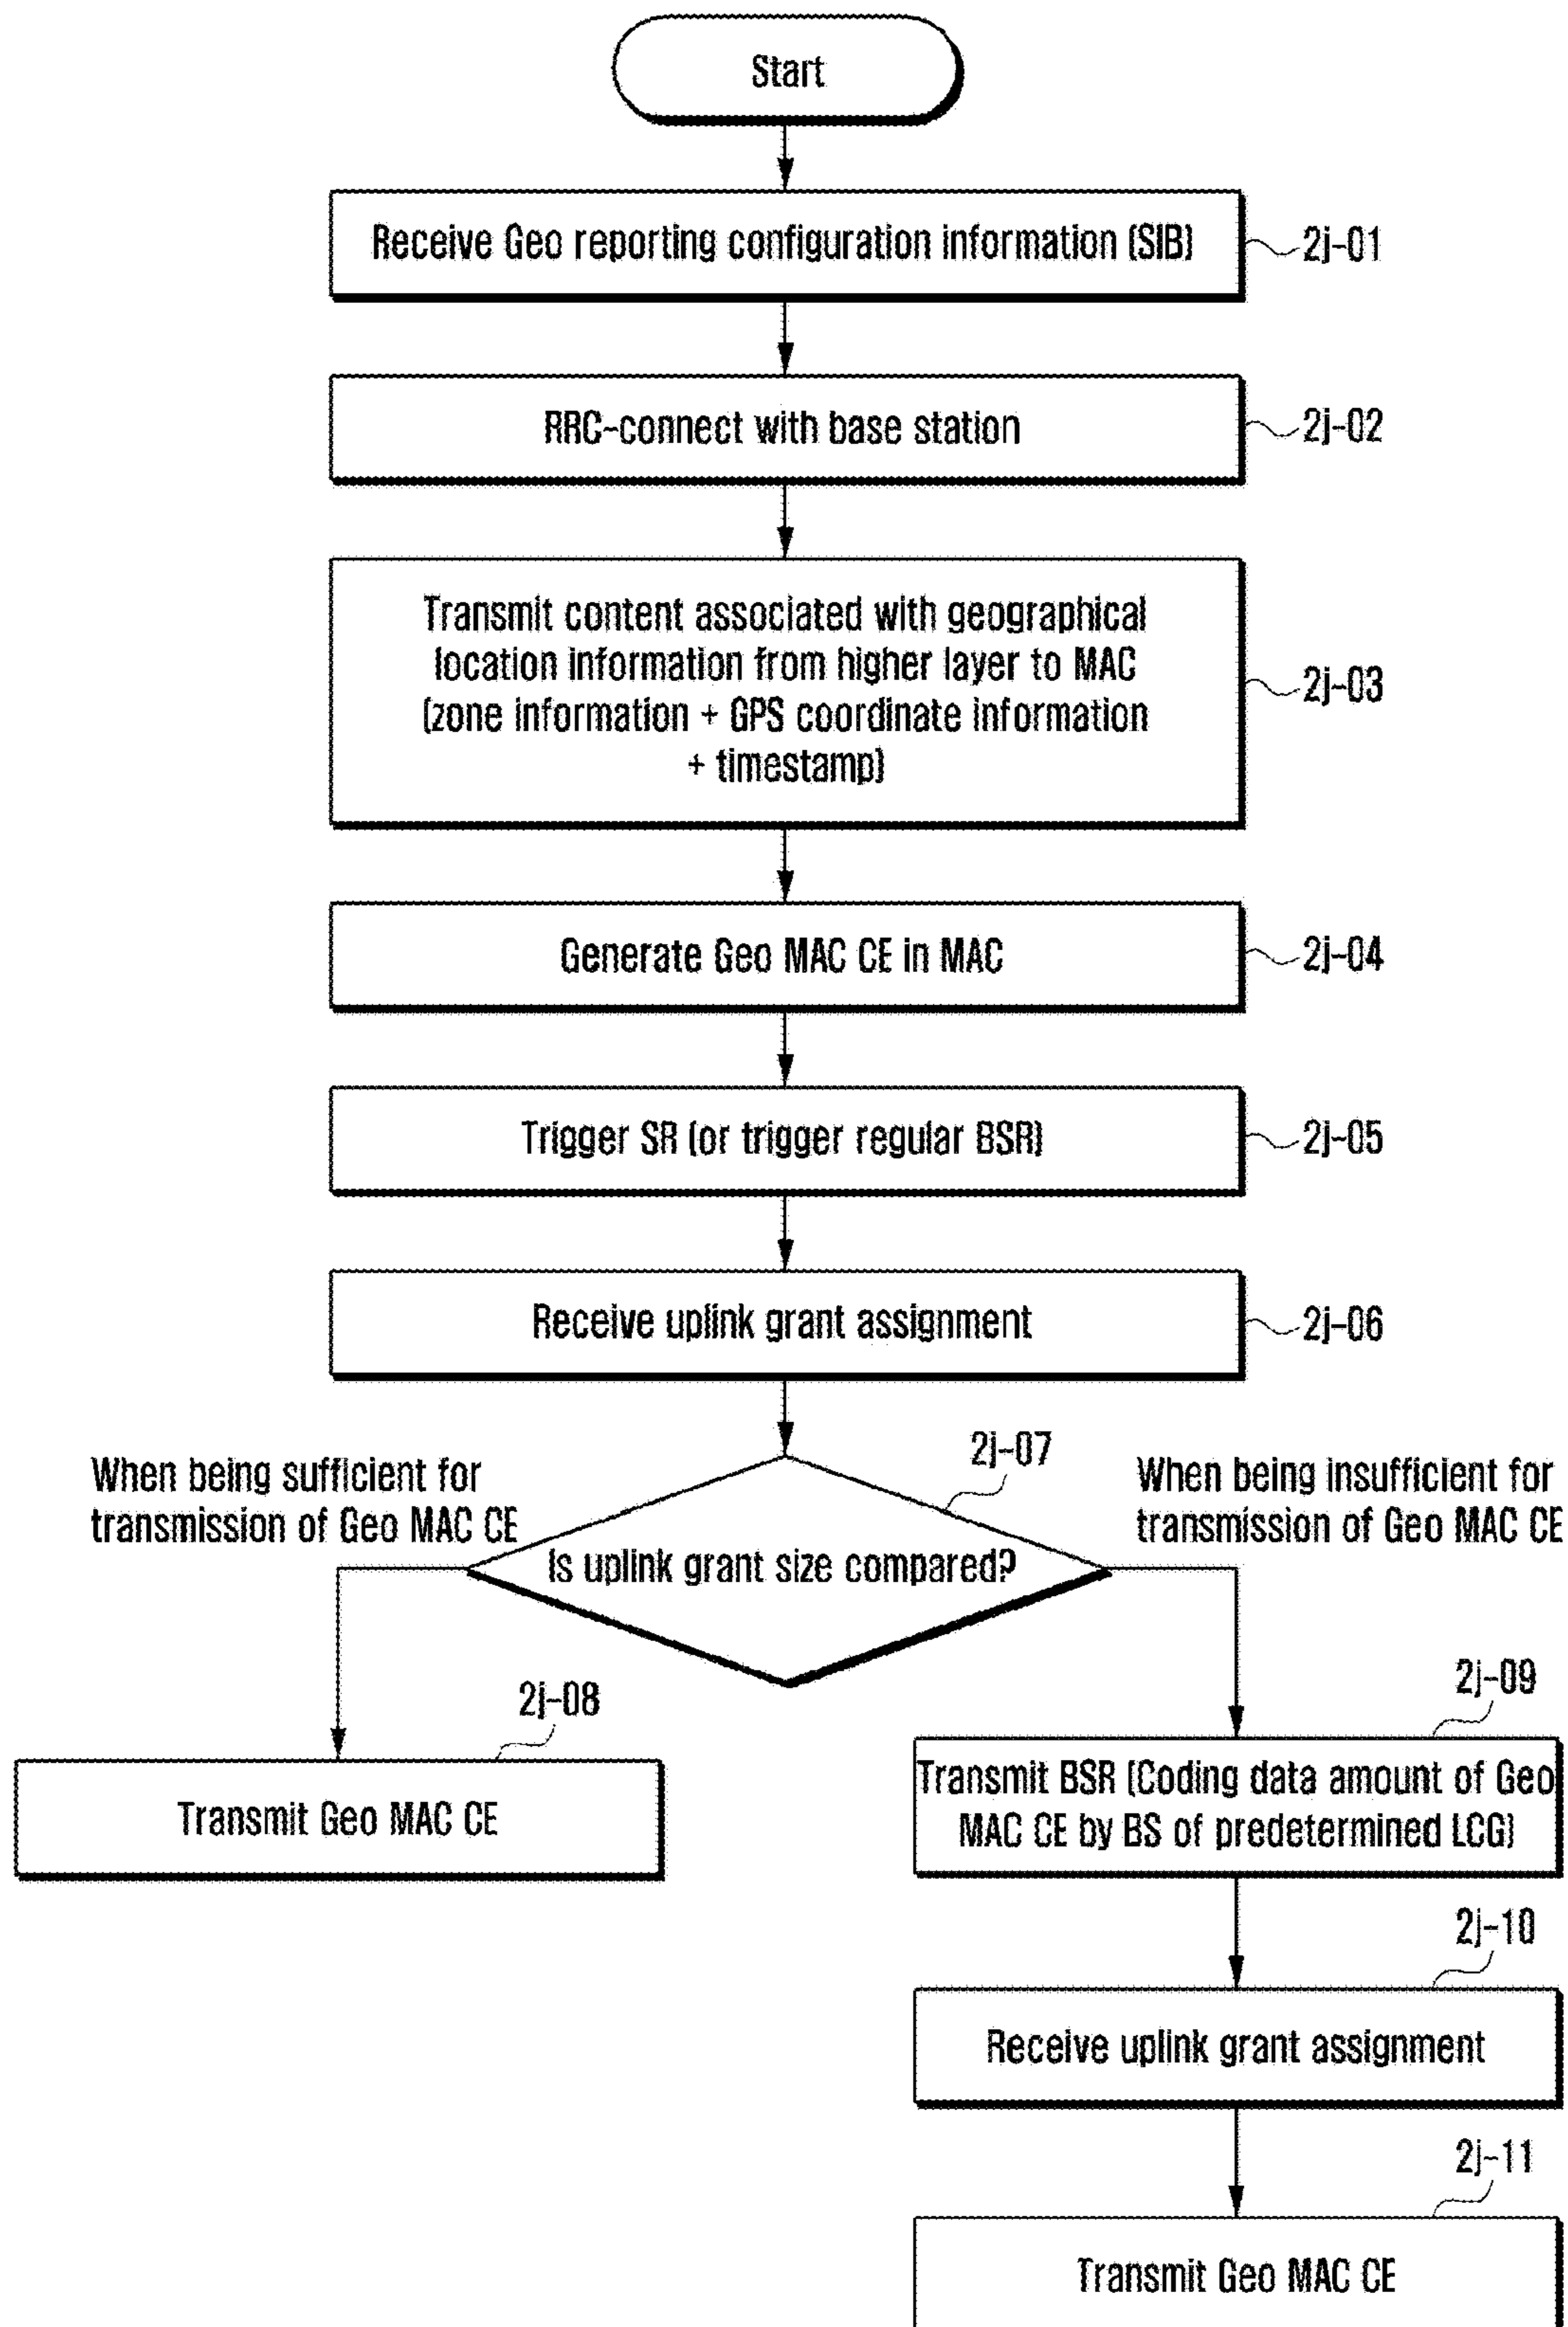 Start
Receive Geo reporting configuration information (SIB)
2j-01
RRC-connect with base station
2j-02
Transmit content associated with geographical
location information from higher layer to MAC
(zone information + GPS coordinate information
+ timestamp)
2j-03
Generate Geo MAC CE in MAC
2j-04
Trigger SR (or trigger regular BSR)
2j-05
Receive uplink grant assignment
2j-06
2j-07
When being sufficient for
transmission of Geo MAC CE
When being insufficient for
transmission of Geo MAC CE
Is uplink grant size compared?
2j-08
Transmit Geo MAC CE
2j-09
Transmit BSR (Coding data amount of Geo
MAC CE by BS of predetermined LCG)
2j-10
Receive uplink grant assignment
2j-11
Transmit Geo MAC CE